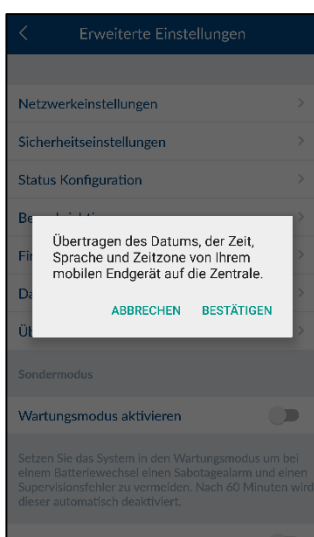 Erweiterte Einstellungen
Netzwerkeinstellungen
Sicherheitseinstellungen
Status Konfiguration
Übertragen des Datums, der Zeit,
Sprache und Zeitzone von Ihrem
mobilen Endgerät auf die Zentrale.
ABBRECHEN BESTÄTIGEN
Sondermodus
Wartungsmodus aktivieren
Setzen Sie das System in den Wartungsmodus um bei
einem Batteriewechsel einen Sabotagealarm und einen
Supervisionsfehler zu vermeiden. Nach 60 Minuten wird
dieser automatisch deaktiviert.